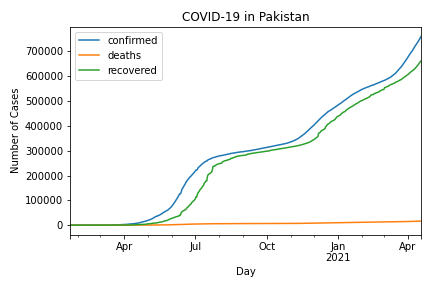 COVID-19 in Pakistan
confirmed
deaths
recovered
Number of Cases
700000
600000
500000
400000
300000
200000
100000
0
Apr
Jul
Oct
Jan
2021
Apr
Day